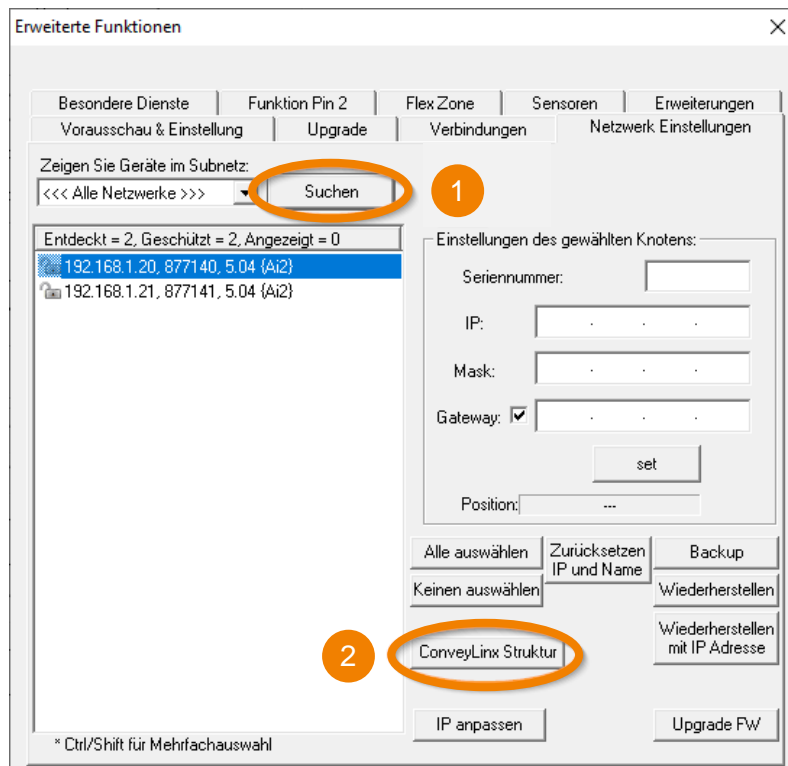 Erweiterte Funktionen
Besondere Dienste
Funktion Pin 2
Flex Zone
Sensoren
Erweiterungen
Vorausschau & Einstellung
Upgrade
Verbindungen
Netzwerk Einstellungen
Zeigen Sie Geräte im Subnetz:
<<< Alle Netzwerke >>>
Suchen
1
Entdeckt = 2, Geschützt = 2, Angezeigt = 0
192.168.1.20, 877140, 5.04 {Ai2}
192.168.1.21, 877141, 5.04 {Ai2}
Einstellungen des gewählten Knotens:
Seriennummer:
IP:
. . .
Mask:
. . .
Gateway:
. . .
set
Position:
---
Alle auswählen
Zurücksetzen
IP und Name
Backup
Keinen auswählen
Wiederherstellen
2
ConveyLinx Struktur
Wiederherstellen
mit IP Adresse
IP anpassen
Upgrade FW
* Ctrl/Shift für Mehrfachauswahl